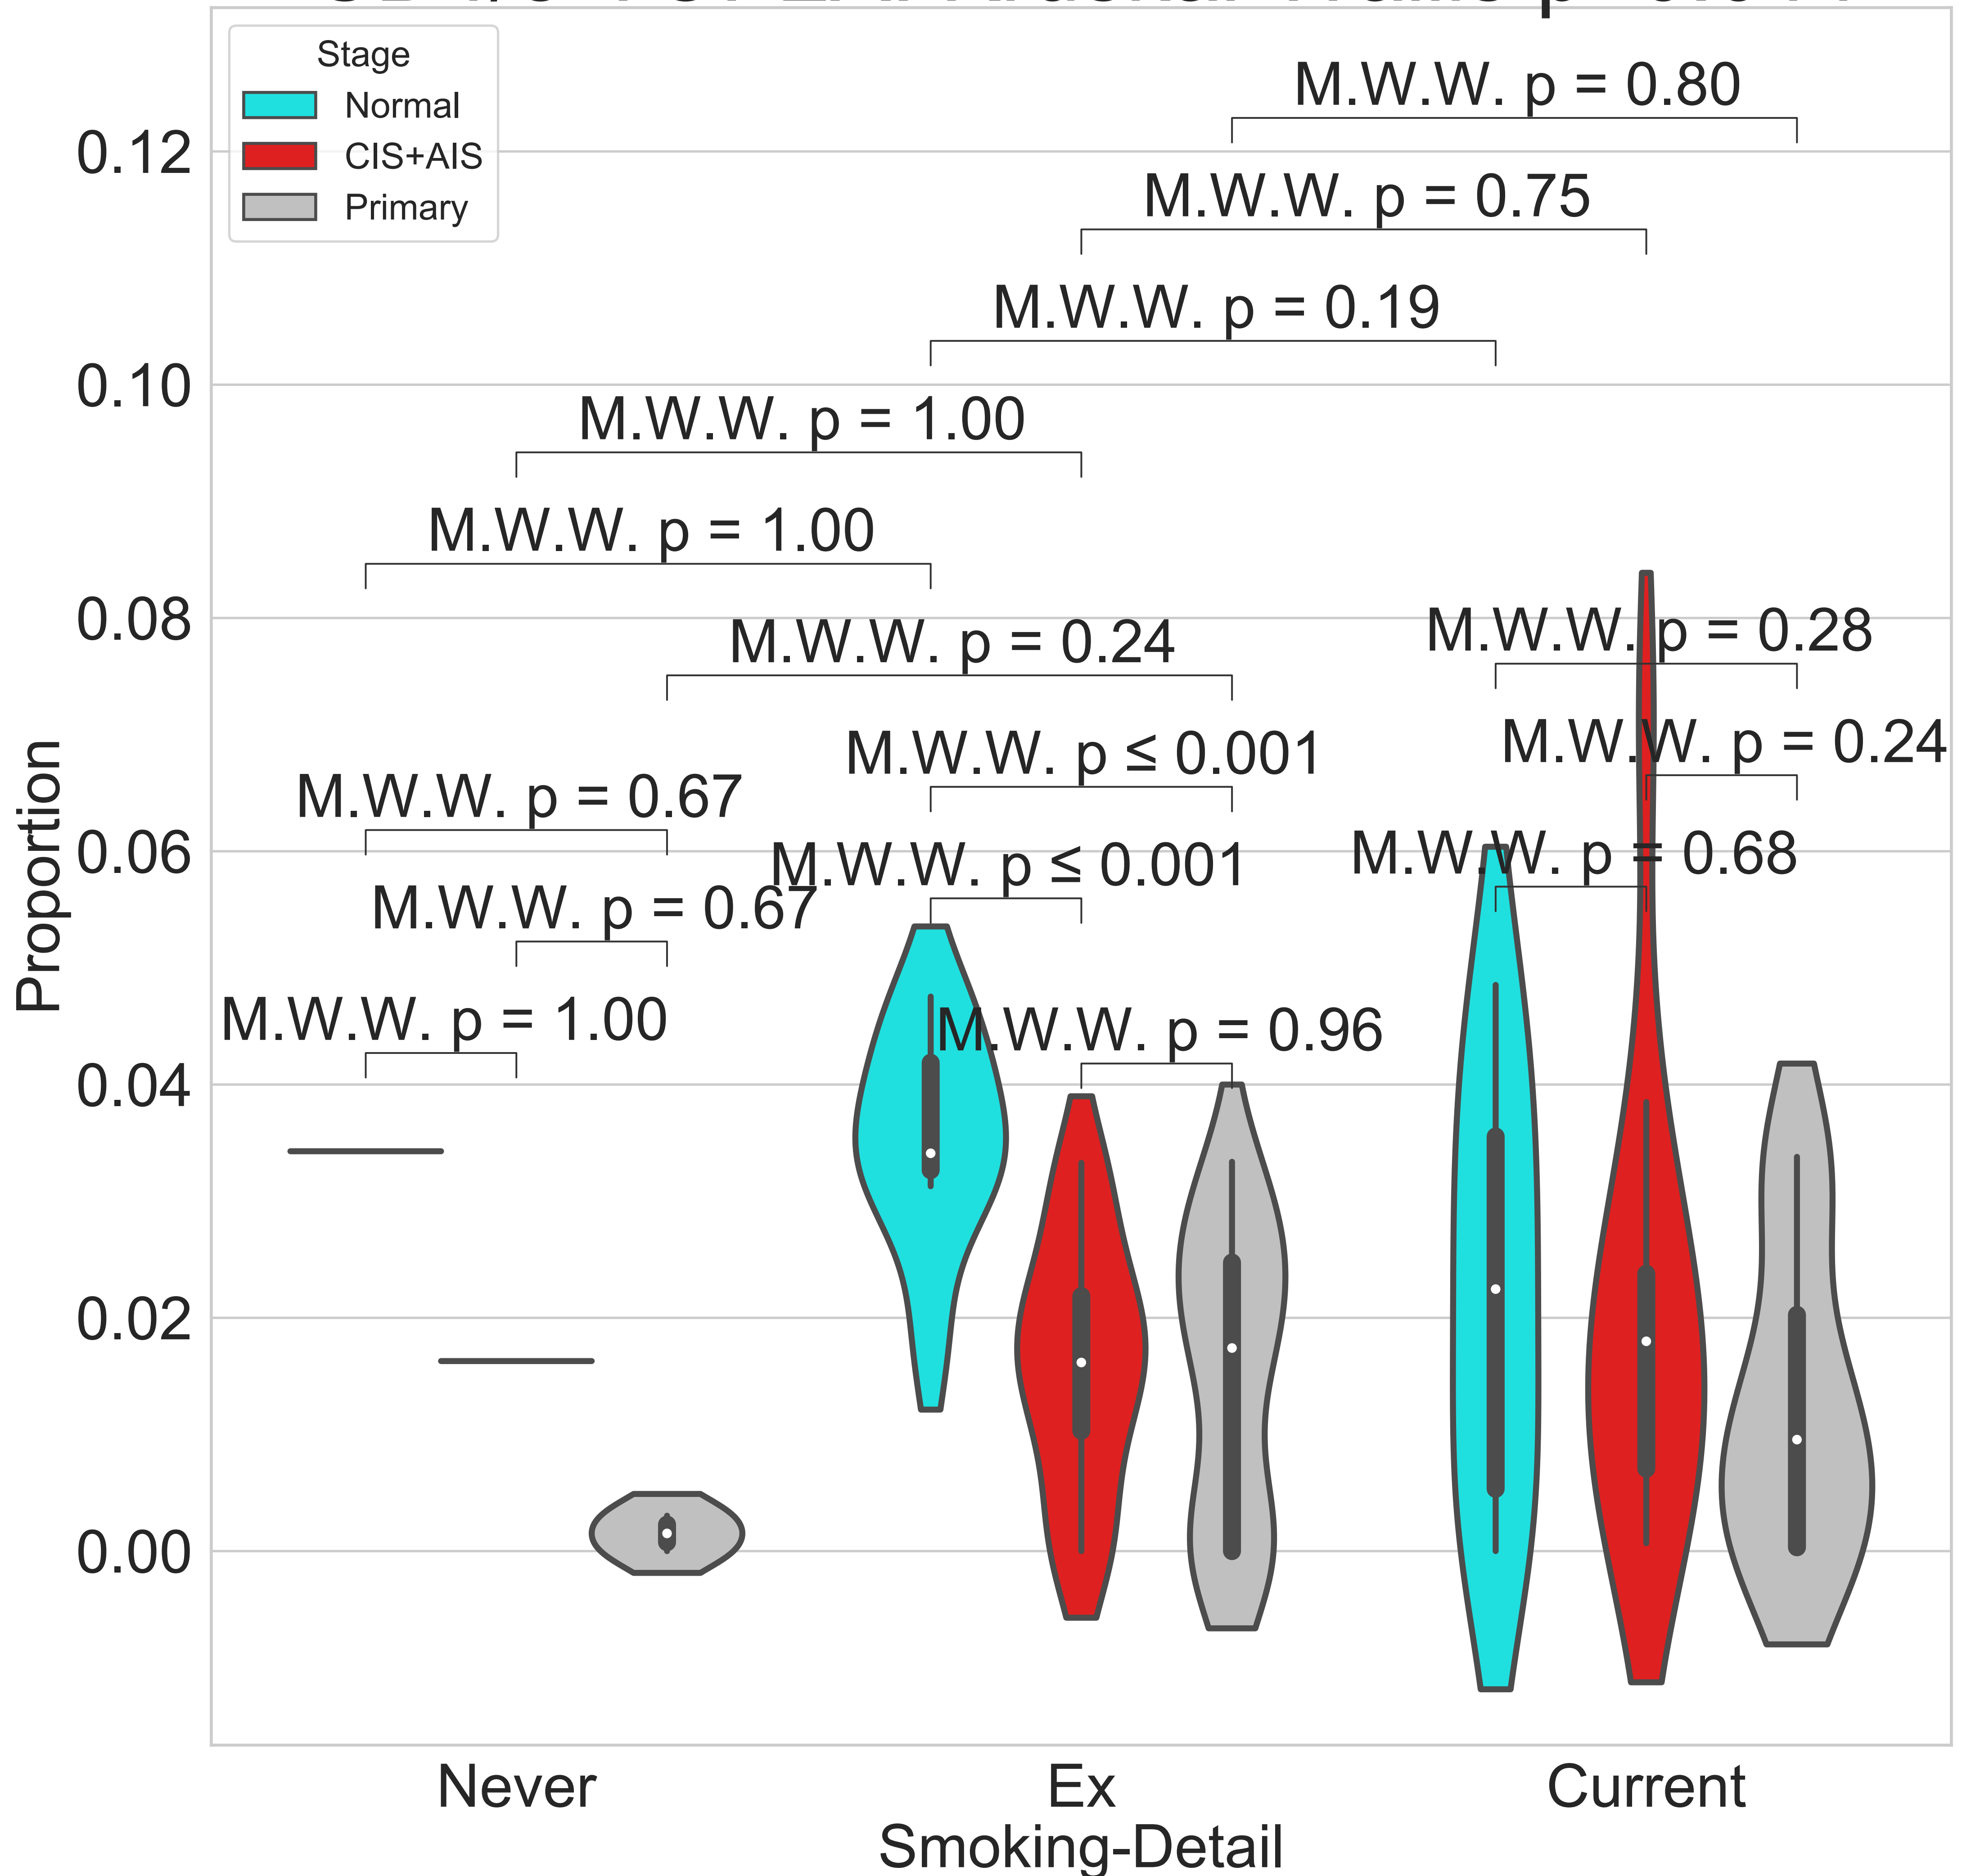 Stage
Normal
CIS+AIS
Primary
M.W.W. p = 0.80
0.12
M.W.W. p = 0.75
M.W.W. p = 0.19
0.10
M.W.W. p = 1.00
M.W.W. p = 1.00
0.08
M.W.W. p = 0.28
M.W.W. p = 0.24
M.W.W. p ≤ 0.001
M.W.W. p = 0.24
M.W.W. p = 0.67
0.06
M.W.W. p ≤ 0.001
M.W.W. p = 0.68
M.W.W. p = 0.67
M.W.W. p = 1.00
M.W.W. p = 0.96
0.04
0.02
0.00
Proportion
Never
Ex
Current
Smoking-Detail